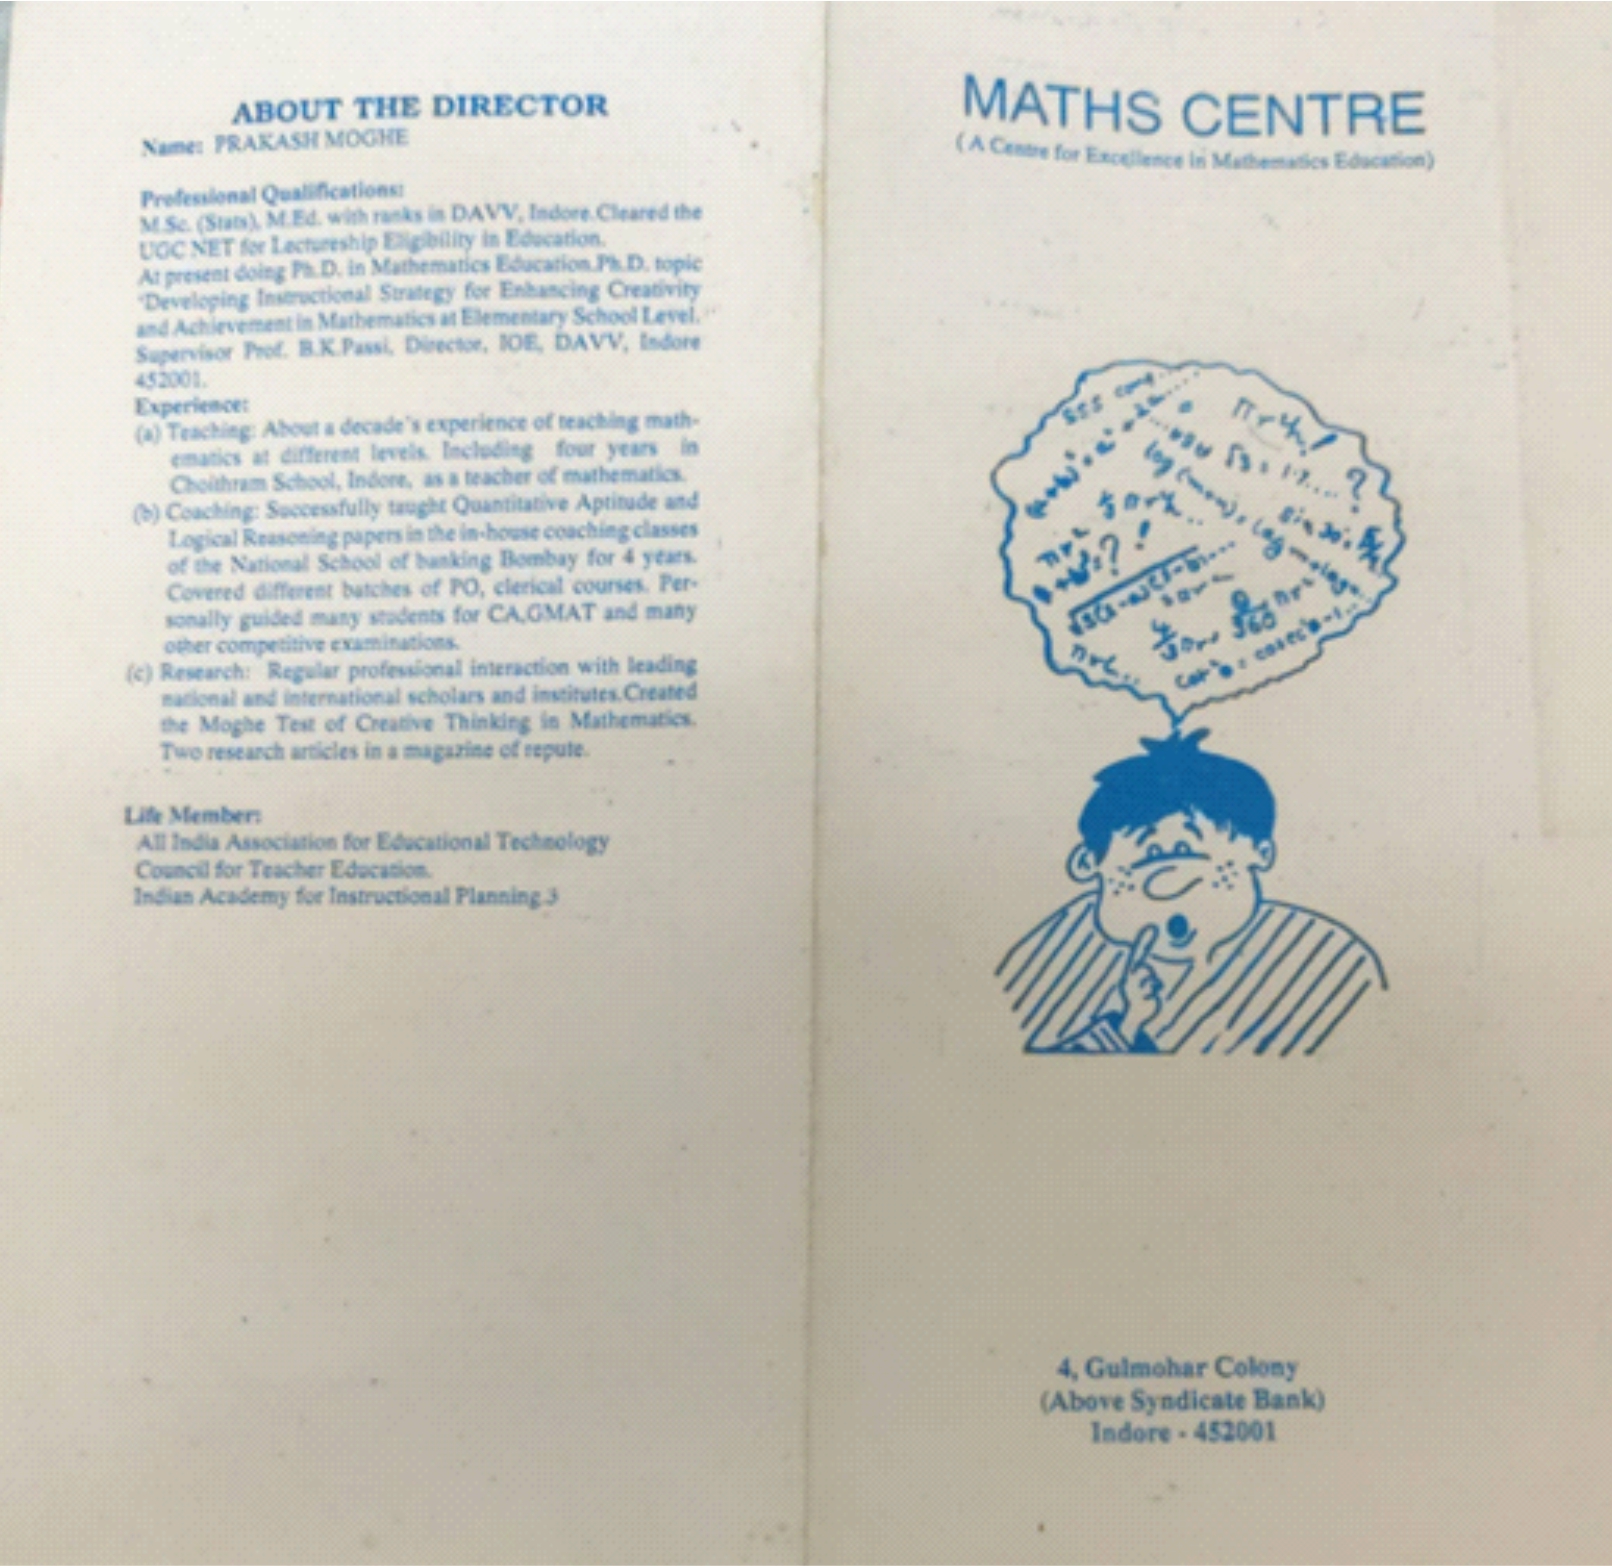 ABOUT THE DIRECTOR
Name: PRAKASH MOGHE
Professional Qualifications:
M.Sc. (Stats), M.Ed. with ranks in DAVV, Indore.Cleared the
UGC NET for Lectureship Eligibility in Education.
At present doing Ph.D. in Mathematics Education.Ph.D. topic
"Developing Instructional Strategy for Enhancing Creativity
and Achievement in Mathematics at Elementary School Level."
Supervisor Prof. B.K.Passi, Director, IOE, DAVV, Indore
452001.
Experience:
(a) Teaching: About a decade's experience of teaching math-
ematics at different levels. Including four years in
Choithram School, Indore, as a teacher of mathematics.
(b) Coaching: Successfully taught Quantitative Aptitude and
Logical Reasoning papers in the in-house coaching classes
of the National School of banking Bombay for 4 years.
Covered different batches of PO, clerical courses. Per-
sonally guided many students for CA,GMAT and many
other competitive examinations.
(c) Research: Regular professional interaction with leading
national and international scholars and institutes.Created
the Moghe Test of Creative Thinking in Mathematics.
Two research articles in a magazine of repute.
Life Member:
All India Association for Educational Technology
Council for Teacher Education.
Indian Academy for Instructional Planning.3
MATHS CENTRE
(A Centre for Excellence in Mathematics Education)
√3 = 1.7....
?
4, Gulmohar Colony
(Above Syndicate Bank)
Indore - 452001